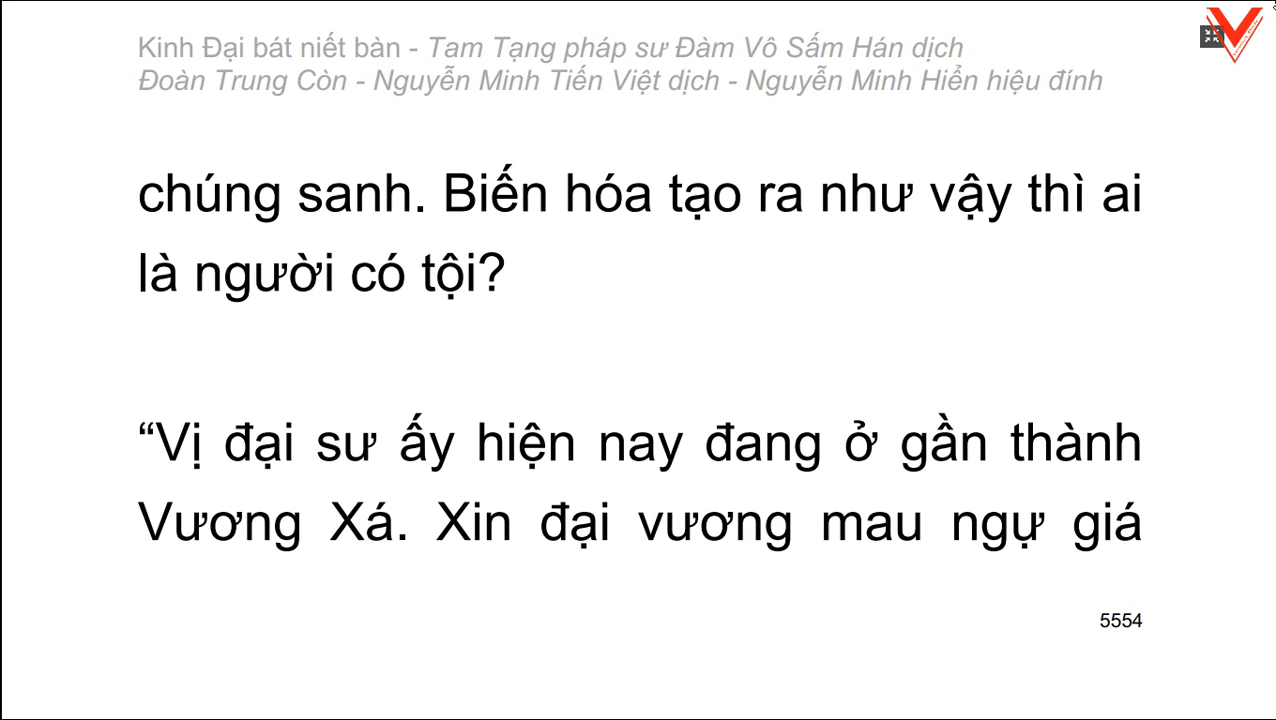 Kinh Đại bát niết bàn - Tam Tạng pháp sư Đàm Vô Sấm Hán dịch
Đoàn Trung Còn - Nguyễn Minh Tiến Việt dịch - Nguyễn Minh Hiển hiệu đính
chúng sanh. Biến hóa tạo ra như vậy thì ai
là người có tội?
“Vị đại sư ấy hiện nay đang ở gần thành
Vương Xá. Xin đại vương mau ngự giá
5554